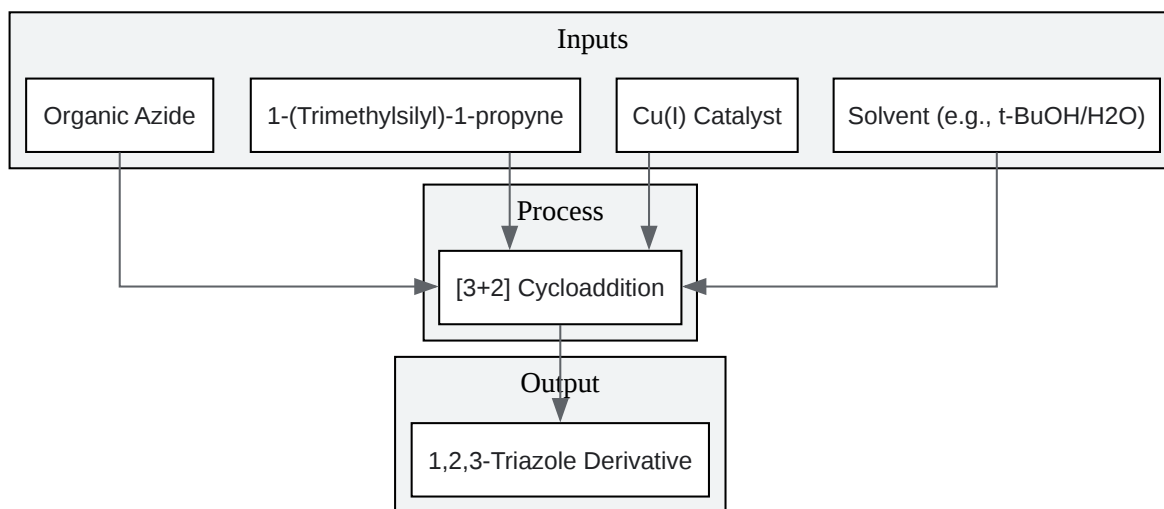 Inputs
Organic Azide
1-(Trimethylsilyl)-1-propyne
Cu(I) Catalyst
Solvent (e.g., t-BuOH/H2O)
Process
[3+2] Cycloaddition
Output
1,2,3-Triazole Derivative